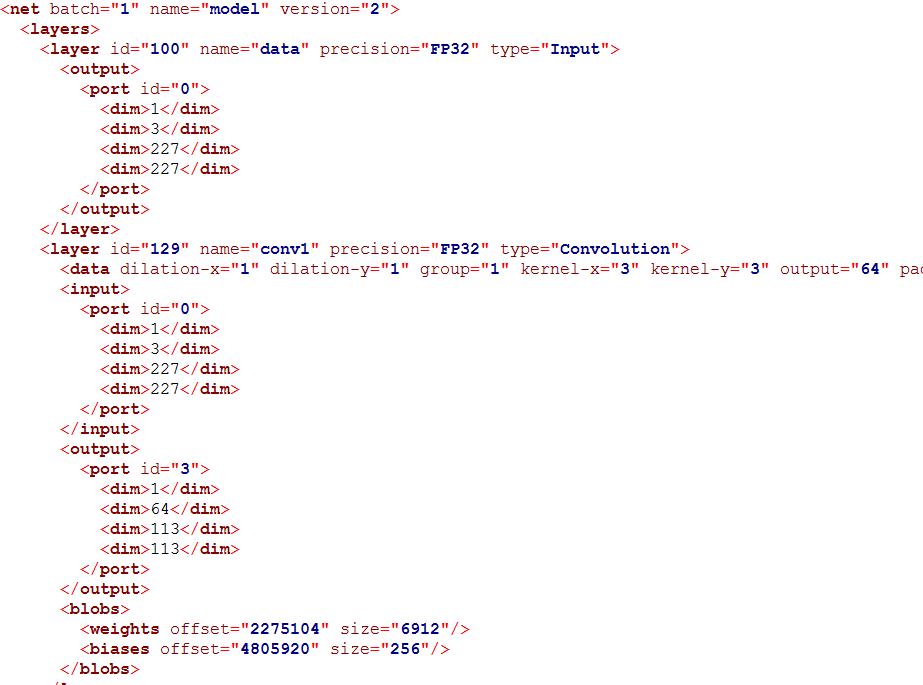 <net batch="1" name="model" version="2">
<layers>
<layer id="100" name="data" precision="FP32" type="Input">
<output>
<port id="0">
<dim>1</dim>
<dim>3</dim>
<dim>227</dim>
<dim>227</dim>
</port>
</output>
</layer>
<layer id="129" name="conv1" precision="FP32" type="Convolution">
<data dilation-x="1" dilation-y="1" group="1" kernel-x="3" kernel-y="3" output="64"
<input>
<port id="0">
<dim>1</dim>
<dim>3</dim>
<dim>227</dim>
<dim>227</dim>
</port>
</input>
<output>
<port id="3">
<dim>1</dim>
<dim>64</dim>
<dim>113</dim>
<dim>113</dim>
</port>
</output>
<blobs>
<weights offset="2275104" size="6912"/>
<biases offset="4805920" size="256"/>
</blobs>